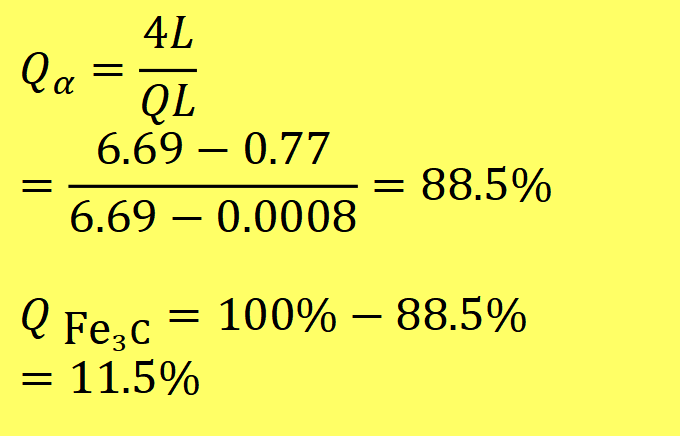 Qα = 4L / QL
= 6.69 − 0.77 / 6.69 − 0.0008 = 88.5%
Q Fe₃C = 100% − 88.5%
= 11.5%